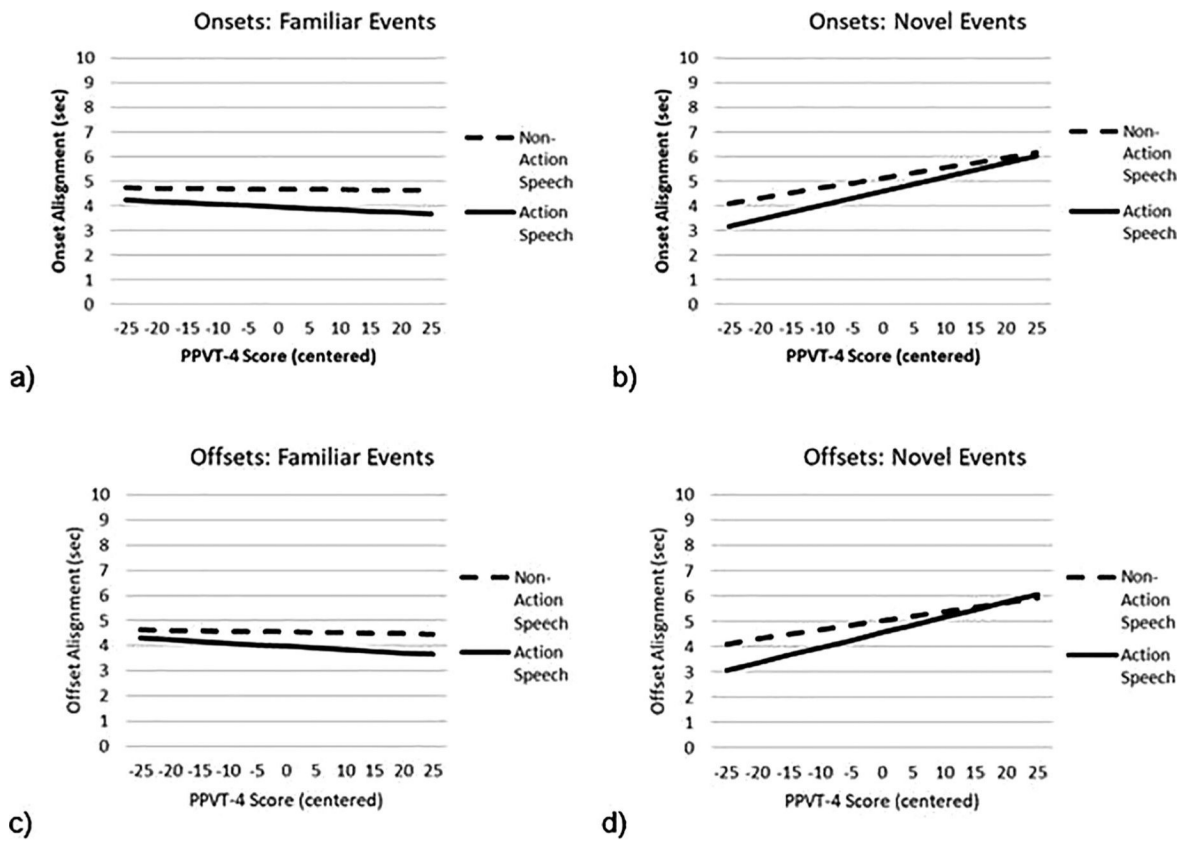 Onsets: Familiar Events
10
9
8
7
6
5
4
3
2
1
0
Onset Alisgnment (sec)
-25 -20 -15 -10 -5 0 5 10 15 20 25
PPVT-4 Score (centered)
Non-
Action
Speech
Action
Speech
a)
Onsets: Novel Events
10
9
8
7
6
5
4
3
2
1
0
Onset Alisgnment (sec)
-25 -20 -15 -10 -5 0 5 10 15 20 25
PPVT-4 Score (centered)
Non-
Action
Speech
Action
Speech
b)
Offsets: Familiar Events
10
9
8
7
6
5
4
3
2
1
0
Offset Alisgnment (sec)
-25 -20 -15 -10 -5 0 5 10 15 20 25
PPVT-4 Score (centered)
Non-
Action
Speech
Action
Speech
c)
Offsets: Novel Events
10
9
8
7
6
5
4
3
2
1
0
Offset Alisgnment (sec)
-25 -20 -15 -10 -5 0 5 10 15 20 25
PPVT-4 Score (centered)
Non-
Action
Speech
Action
Speech
d)